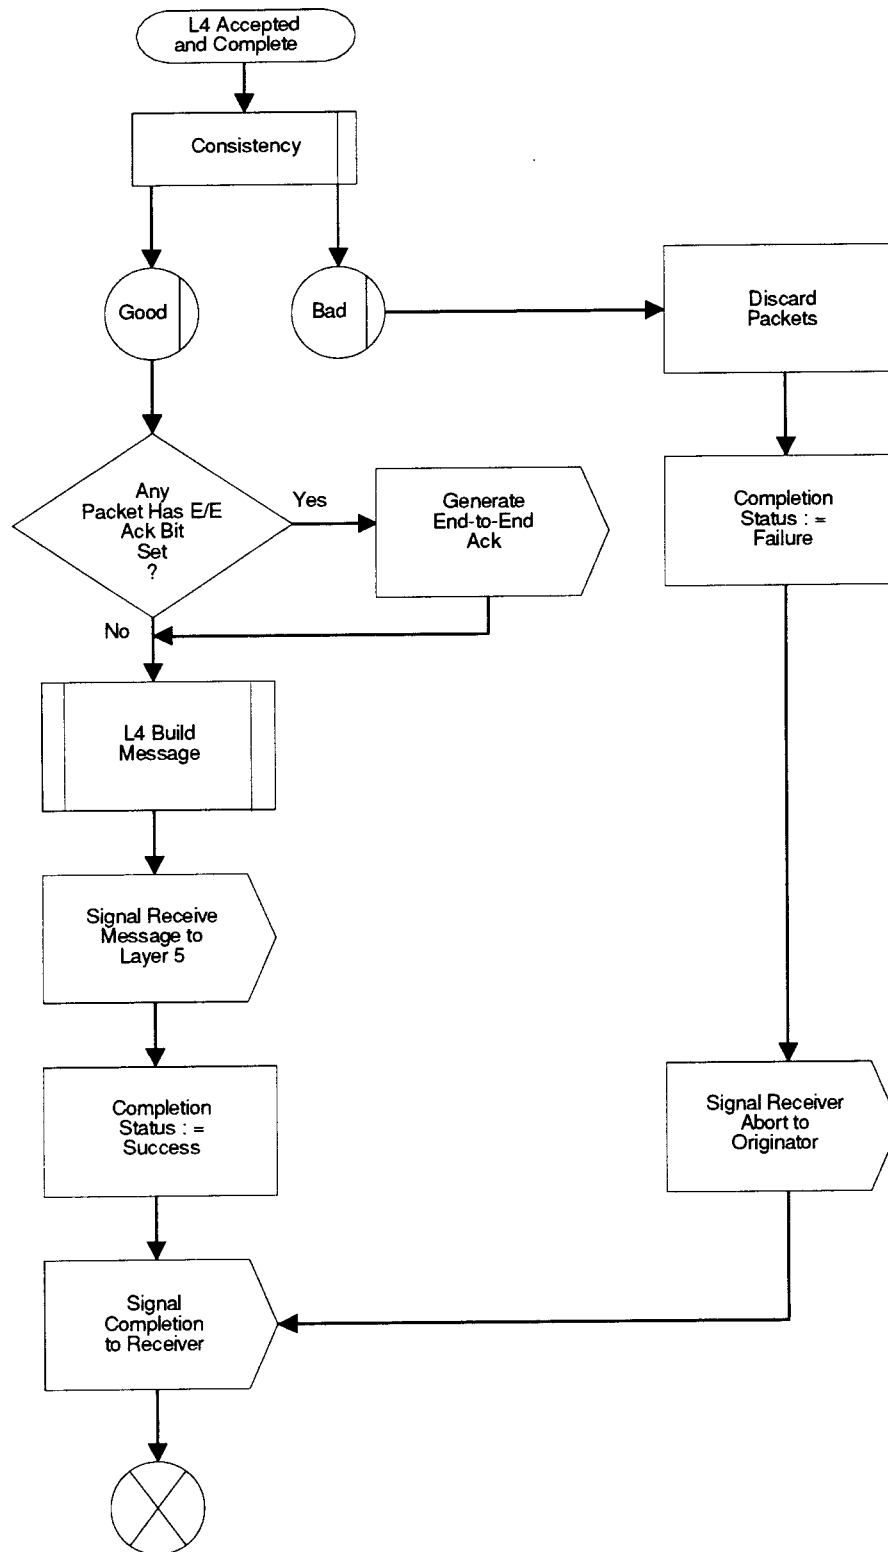 L4 Accepted
and Complete
Consistency
Good
Bad
Discard
Packets
Any
Packet Has E/E
Ack Bit
Set
?
Yes
Generate
End-to-End
Ack
Completion
Status : =
Failure
No
L4 Build
Message
Signal Receive
Message to
Layer 5
Completion
Status : =
Success
Signal Receiver
Abort to
Originator
Signal
Completion
to Receiver